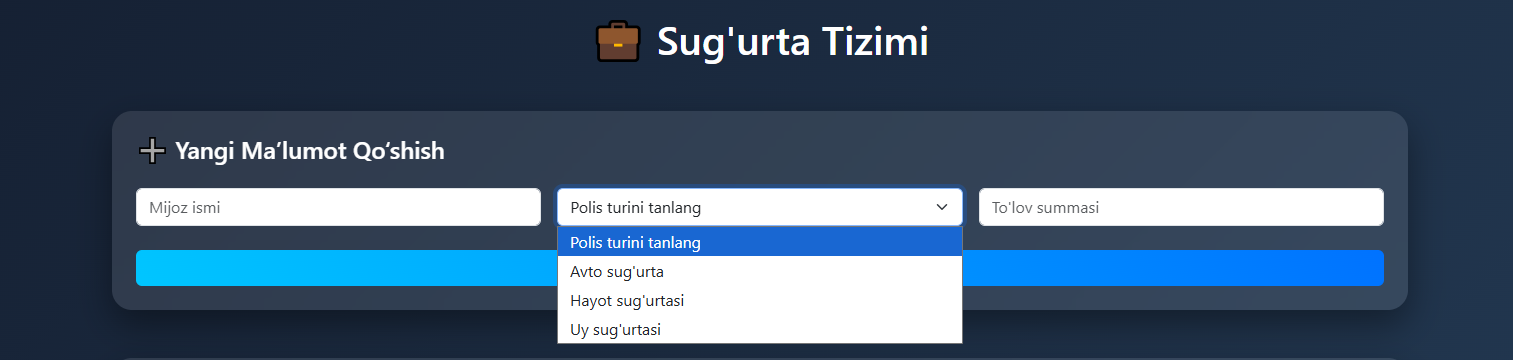 Sug'urta Tizimi
Yangi Ma’lumot Qo‘shish
Mijoz ismi
Polis turini tanlang
To'lov summasi
Polis turini tanlang
Avto sug'urta
Hayot sug'urtasi
Uy sug'urtasi